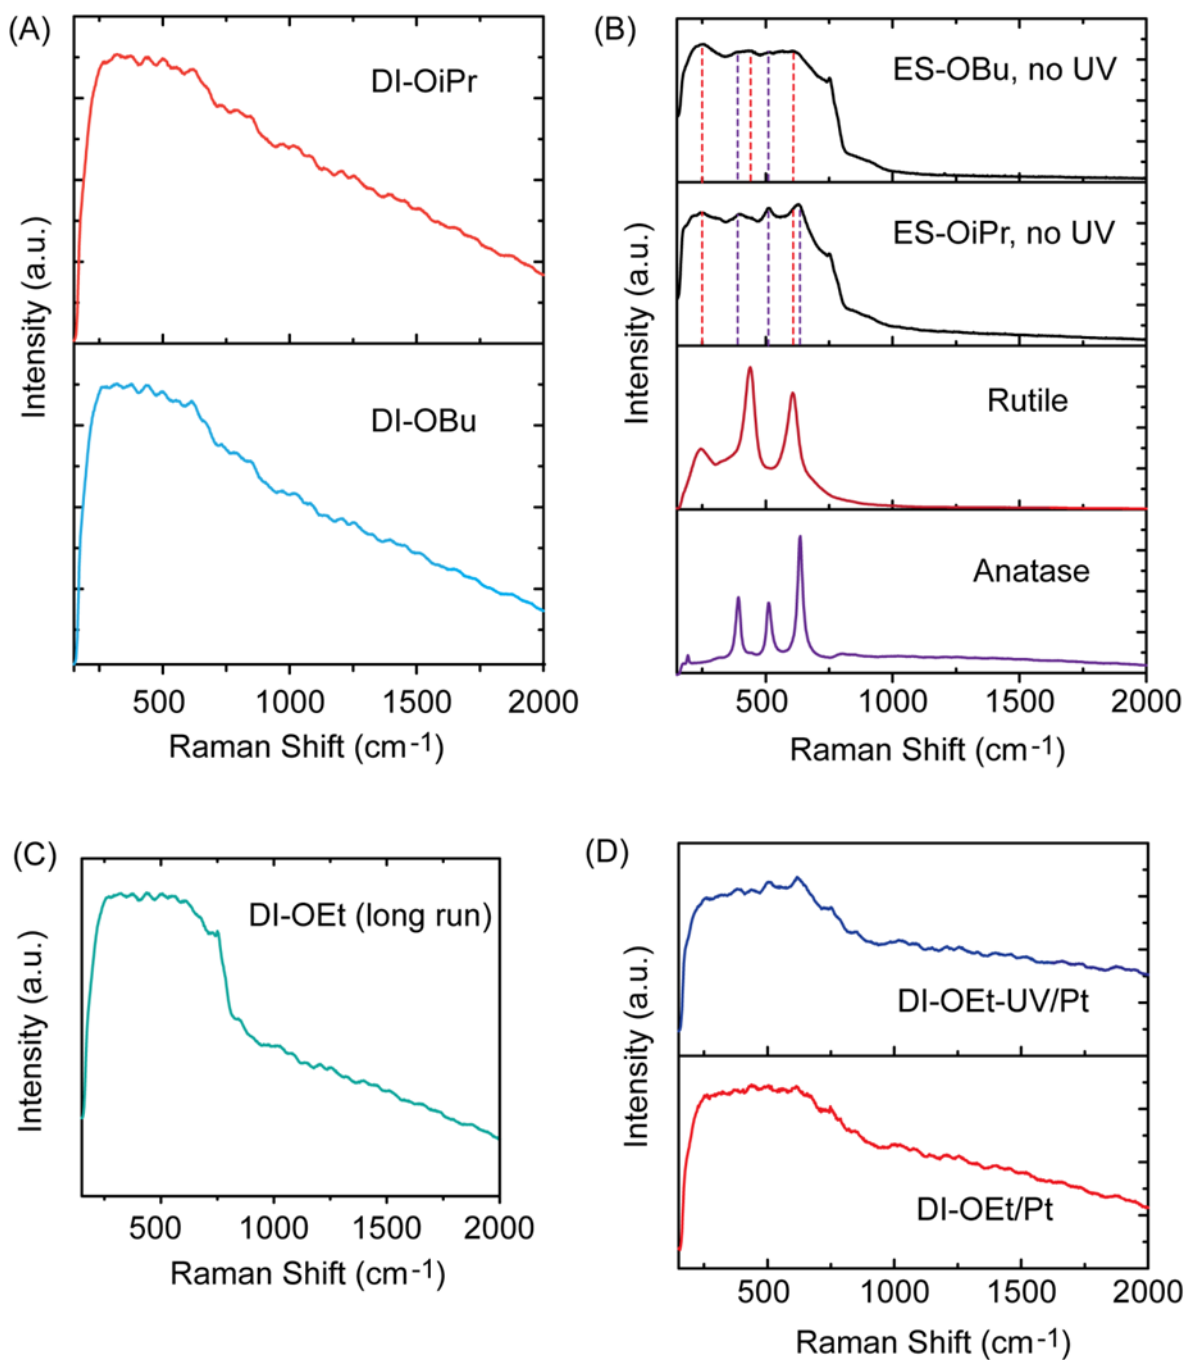 (A)
DI-OiPr
DI-OBu
Intensity (a.u.)
500 1000 1500 2000
Raman Shift (cm-1)
(B)
ES-OBu, no UV
ES-OiPr, no UV
Rutile
Anatase
Intensity (a.u.)
500 1000 1500 2000
Raman Shift (cm-1)
(C)
DI-OEt (long run)
Intensity (a.u.)
500 1000 1500 2000
Raman Shift (cm-1)
(D)
DI-OEt-UV/Pt
DI-OEt/Pt
Intensity (a.u.)
500 1000 1500 2000
Raman Shift (cm-1)